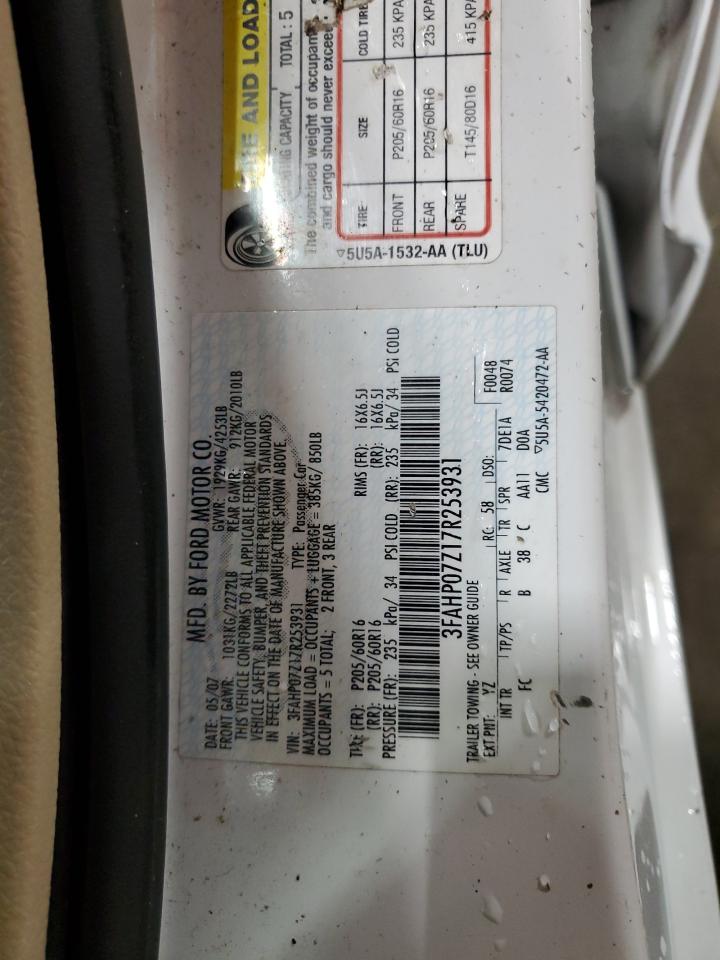 MFD. BY FORD MOTOR CO.
DATE: 05/07 GVWR: 1929KG/4253LB
FRONT GAWR: 1031KG/2272LB REAR GAWR: 912KG/2010LB
THIS VEHICLE CONFORMS TO ALL APPLICABLE FEDERAL MOTOR
VEHICLE SAFETY, BUMPER, AND THEFT PREVENTION STANDARDS
IN EFFECT ON THE DATE OF MANUFACTURE SHOWN ABOVE.
VIN: 3FAHP07Z17R253931 TYPE: Passenger Car
MAXIMUM LOAD = OCCUPANTS + LUGGAGE = 385KG/ 850LB
OCCUPANTS = 5 TOTAL; 2 FRONT, 3 REAR
TIRE (FR): P205/60R16 RIMS (FR): 16X6.5J
(RR): P205/60R16 (RR): 16X6.5J
PRESSURE (FR): 235 kPa/ 34 PSI COLD (RR): 235 kPa/ 34 PSI COLD
3FAHP07Z17R253931
TRAILER TOWING - SEE OWNER GUIDE
EXT PNT: YZ RC: 58 DSO: F0048
R0074
INT TR TP/PS R AXLE TR SPR 7DE1A
FC B 38 C AA11 D0A
CMC ▽5U5A-5420472-AA
TIRE AND LOAD
CAPACITY TOTAL : 5
The combined weight of occupant
and cargo should never exceed
TIRE SIZE COLD TIRE
FRONT P205/60R16 235 KPA
REAR P205/60R16 235 KPA
SPARE T145/80D16 415 KPA
▽5U5A-1532-AA (TLU)